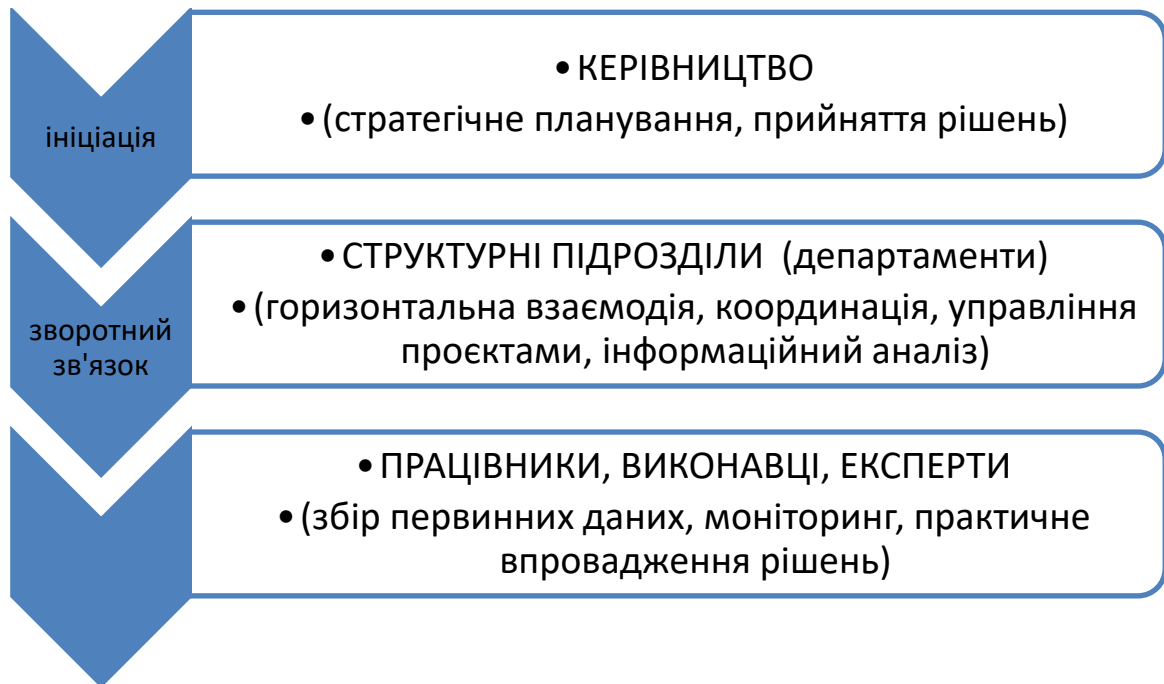 ініціація
• КЕРІВНИЦТВО
• (стратегічне планування, прийняття рішень)
зворотний
зв'язок
• СТРУКТУРНІ ПІДРОЗДІЛИ (департаменти)
• (горизонтальна взаємодія, координація, управління
проєктами, інформаційний аналіз)
• ПРАЦІВНИКИ, ВИКОНАВЦІ, ЕКСПЕРТИ
• (збір первинних даних, моніторинг, практичне
впровадження рішень)